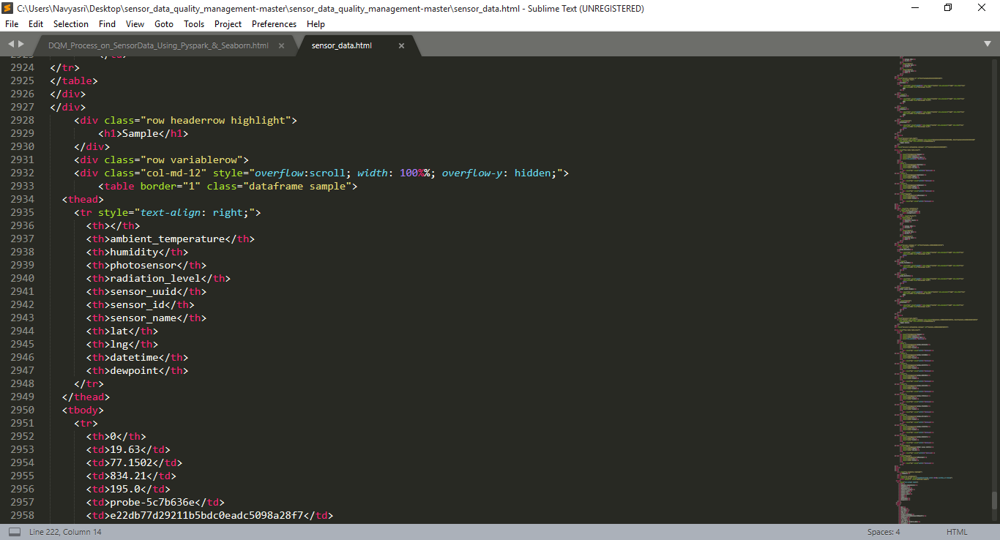 C:\Users\Navyasri\Desktop\sensor_data_quality_management-master\sensor_data_quality_management-master\sensor_data.html - Sublime Text (UNREGISTERED)
File Edit Selection Find View Goto Tools Project Preferences Help
DQM_Process_on_SensorData_Using_Pyspark_&_Seaborn.html sensor_data.html
2924 </tr>
2925 </table>
2926 </div>
2927 </div>
2928 <div class="row headerrow highlight">
2929 <h1>Sample</h1>
2930 </div>
2931 <div class="row variablerow">
2932 <div class="col-md-12" style="overflow:scroll; width: 100%%; overflow-y: hidden;">
2933 <table border="1" class="dataframe sample">
2934 <thead>
2935 <tr style="text-align: right;">
2936 <th></th>
2937 <th>ambient_temperature</th>
2938 <th>humidity</th>
2939 <th>photosensor</th>
2940 <th>radiation_level</th>
2941 <th>sensor_uuid</th>
2942 <th>sensor_id</th>
2943 <th>sensor_name</th>
2944 <th>lat</th>
2945 <th>lng</th>
2946 <th>datetime</th>
2947 <th>dewpoint</th>
2948 </tr>
2949 </thead>
2950 <tbody>
2951 <tr>
2952 <th>0</th>
2953 <td>19.63</td>
2954 <td>77.1502</td>
2955 <td>834.21</td>
2956 <td>195.0</td>
2957 <td>probe-5c7b636e</td>
2958 <td>e22db77d29211b5bdc0eadc5098a28f7</td>
Line 222, Column 14 Spaces: 4 HTML